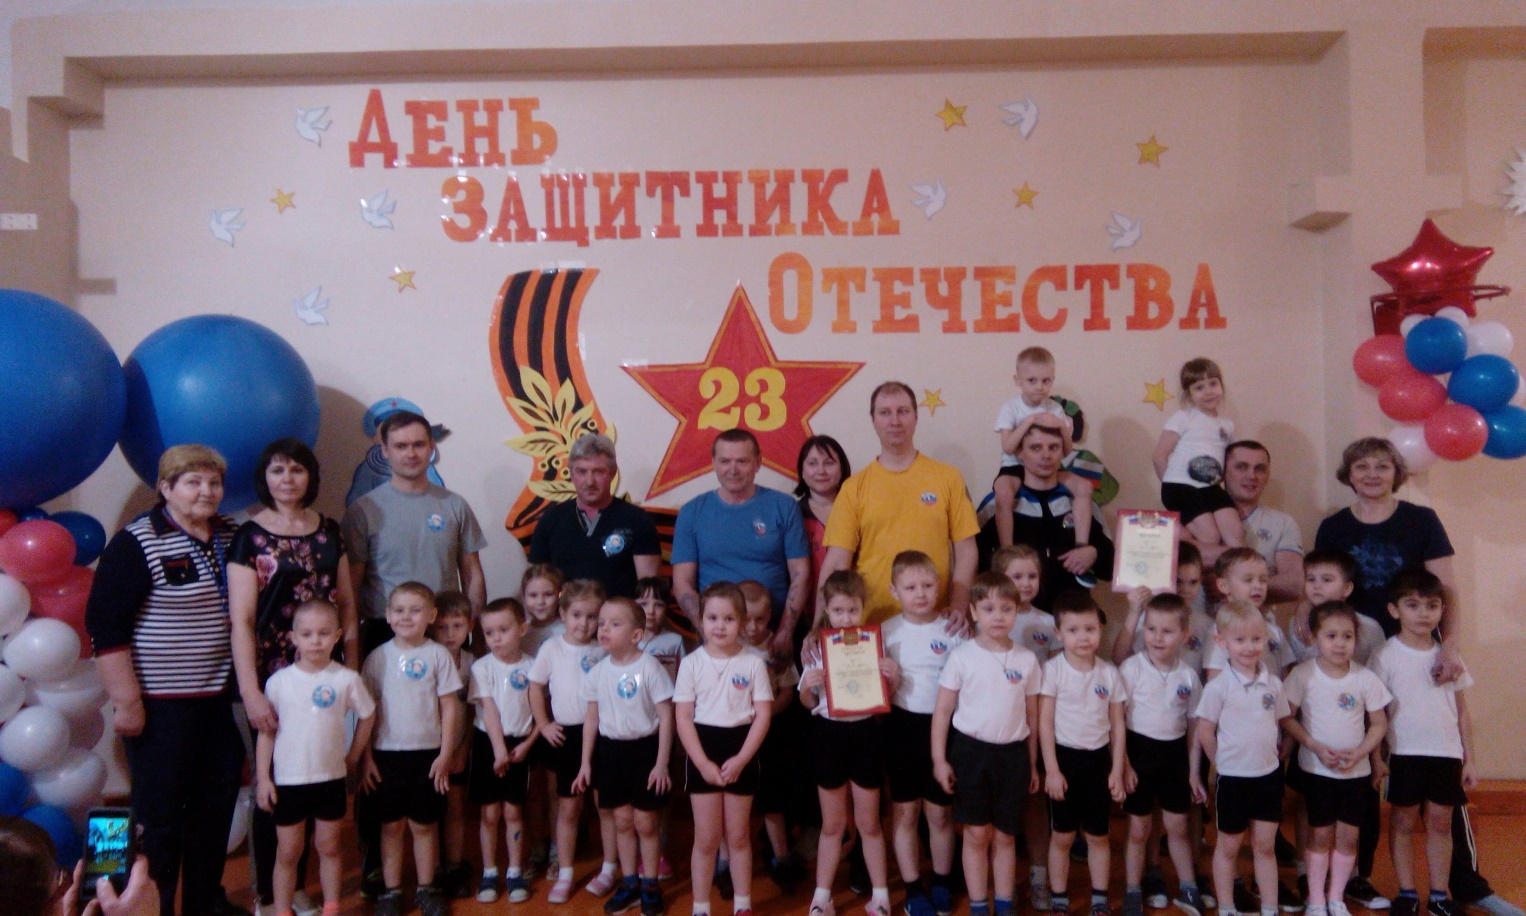 День
защитника
Отечества
23